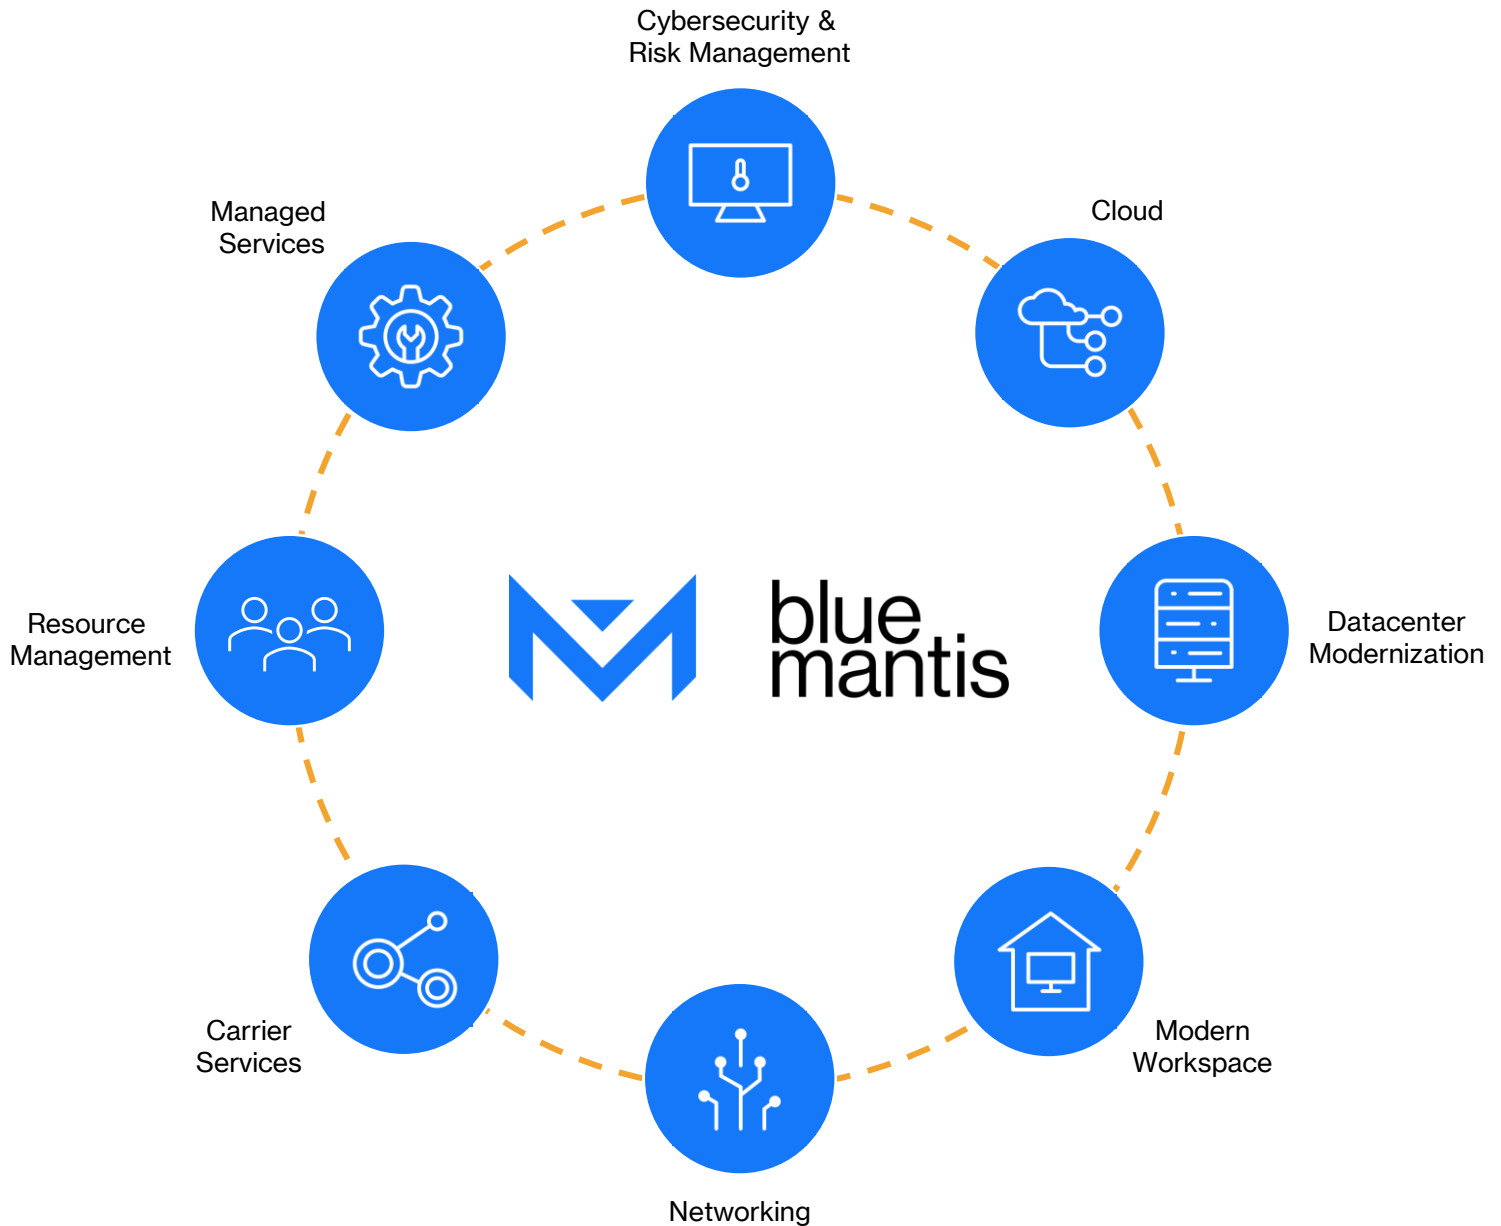 Cybersecurity &
Risk Management
Managed
Services
Cloud
Resource
Management
blue
mantis
Datacenter
Modernization
Carrier
Services
Modern
Workspace
Networking